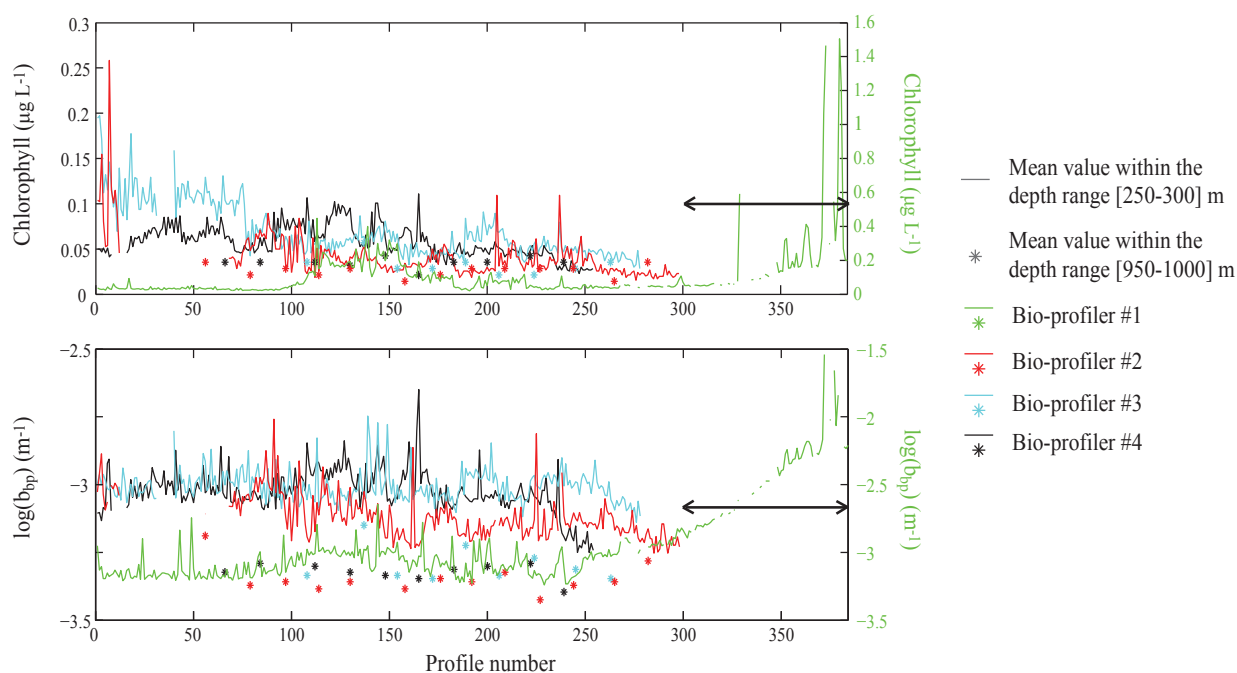 0.3
0.25
0.2
0.15
0.1
0.05
0
Chlorophyll (µg L-1)
0 50 100 150 200 250 300 350
1.6
1.4
1.2
1
0.8
0.6
0.4
0.2
0
Chlorophyll (µg L-1)
−2.5
−3
−3.5
log(bbp) (m-1)
0 50 100 150 200 250 300 350
Profile number
−1.5
−2
−2.5
−3
−3.5
log(bbp) (m-1)
Mean value within the
depth range [250-300] m
Mean value within the
depth range [950-1000] m
Bio-profiler #1
Bio-profiler #2
Bio-profiler #3
Bio-profiler #4